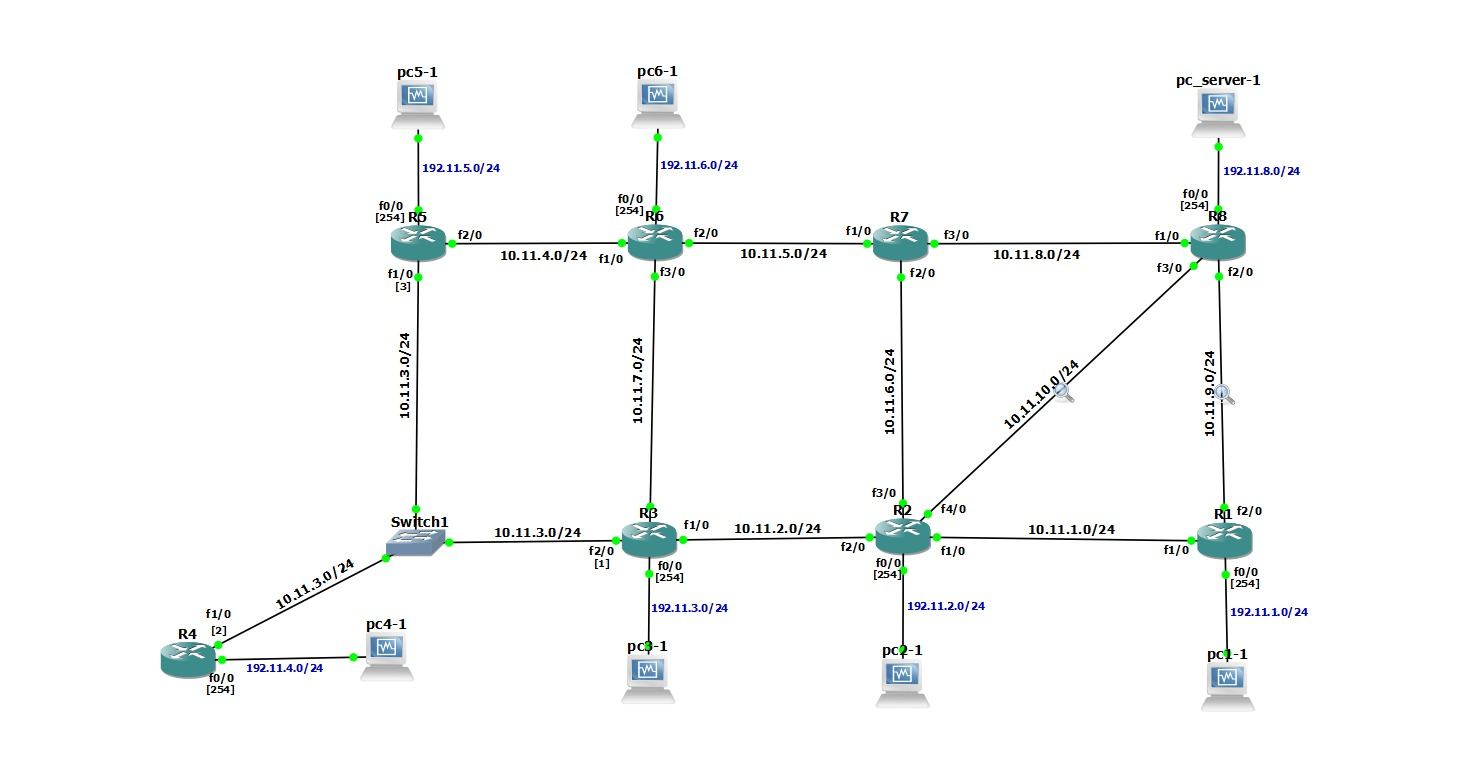 pc5-1
pc6-1
pc_server-1
192.11.5.0/24
192.11.6.0/24
192.11.8.0/24
f0/0
[254]
R5
f0/0
[254]
R6
R7
f0/0
[254]
R8
f2/0
10.11.4.0/24
f1/0
f2/0
10.11.5.0/24
f1/0
f3/0
10.11.8.0/24
f1/0
f1/0
[3]
f3/0
f2/0
f3/0
f2/0
10.11.3.0/24
10.11.7.0/24
10.11.6.0/24
10.11.10.0/24
10.11.9.0/24
Switch1
10.11.3.0/24
f2/0
[1]
R3
f1/0
10.11.2.0/24
f2/0
f3/0
R2
f4/0
f1/0
10.11.1.0/24
f1/0
R1
f2/0
f0/0
[254]
f0/0
[254]
f0/0
[254]
10.11.3.0/24
192.11.3.0/24
192.11.2.0/24
192.11.1.0/24
f1/0
[2]
R4
f0/0
[254]
192.11.4.0/24
pc4-1
pc3-1
pc2-1
pc1-1